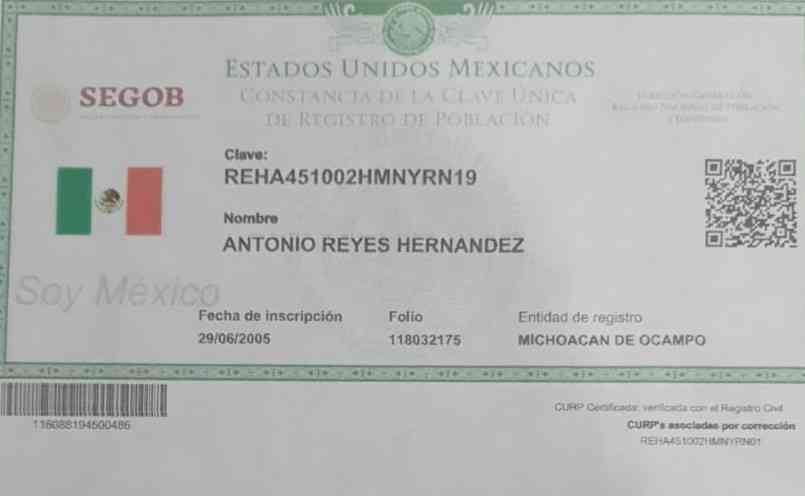 ESTADOS UNIDOS MEXICANOS
CONSTANCIA DE LA CLAVE ÚNICA
DE REGISTRO DE POBLACIÓN
SEGOB
Clave:
REHA451002HMNYRN19
Nombre
ANTONIO REYES HERNANDEZ
Soy México
Fecha de inscripción Folio Entidad de registro
29/06/2005 118032175 MICHOACAN DE OCAMPO
116088194500486
CURP Certificada: verificada con el Registro Civil
CURP's asociadas por corrección
REHA451002HMNYRN01